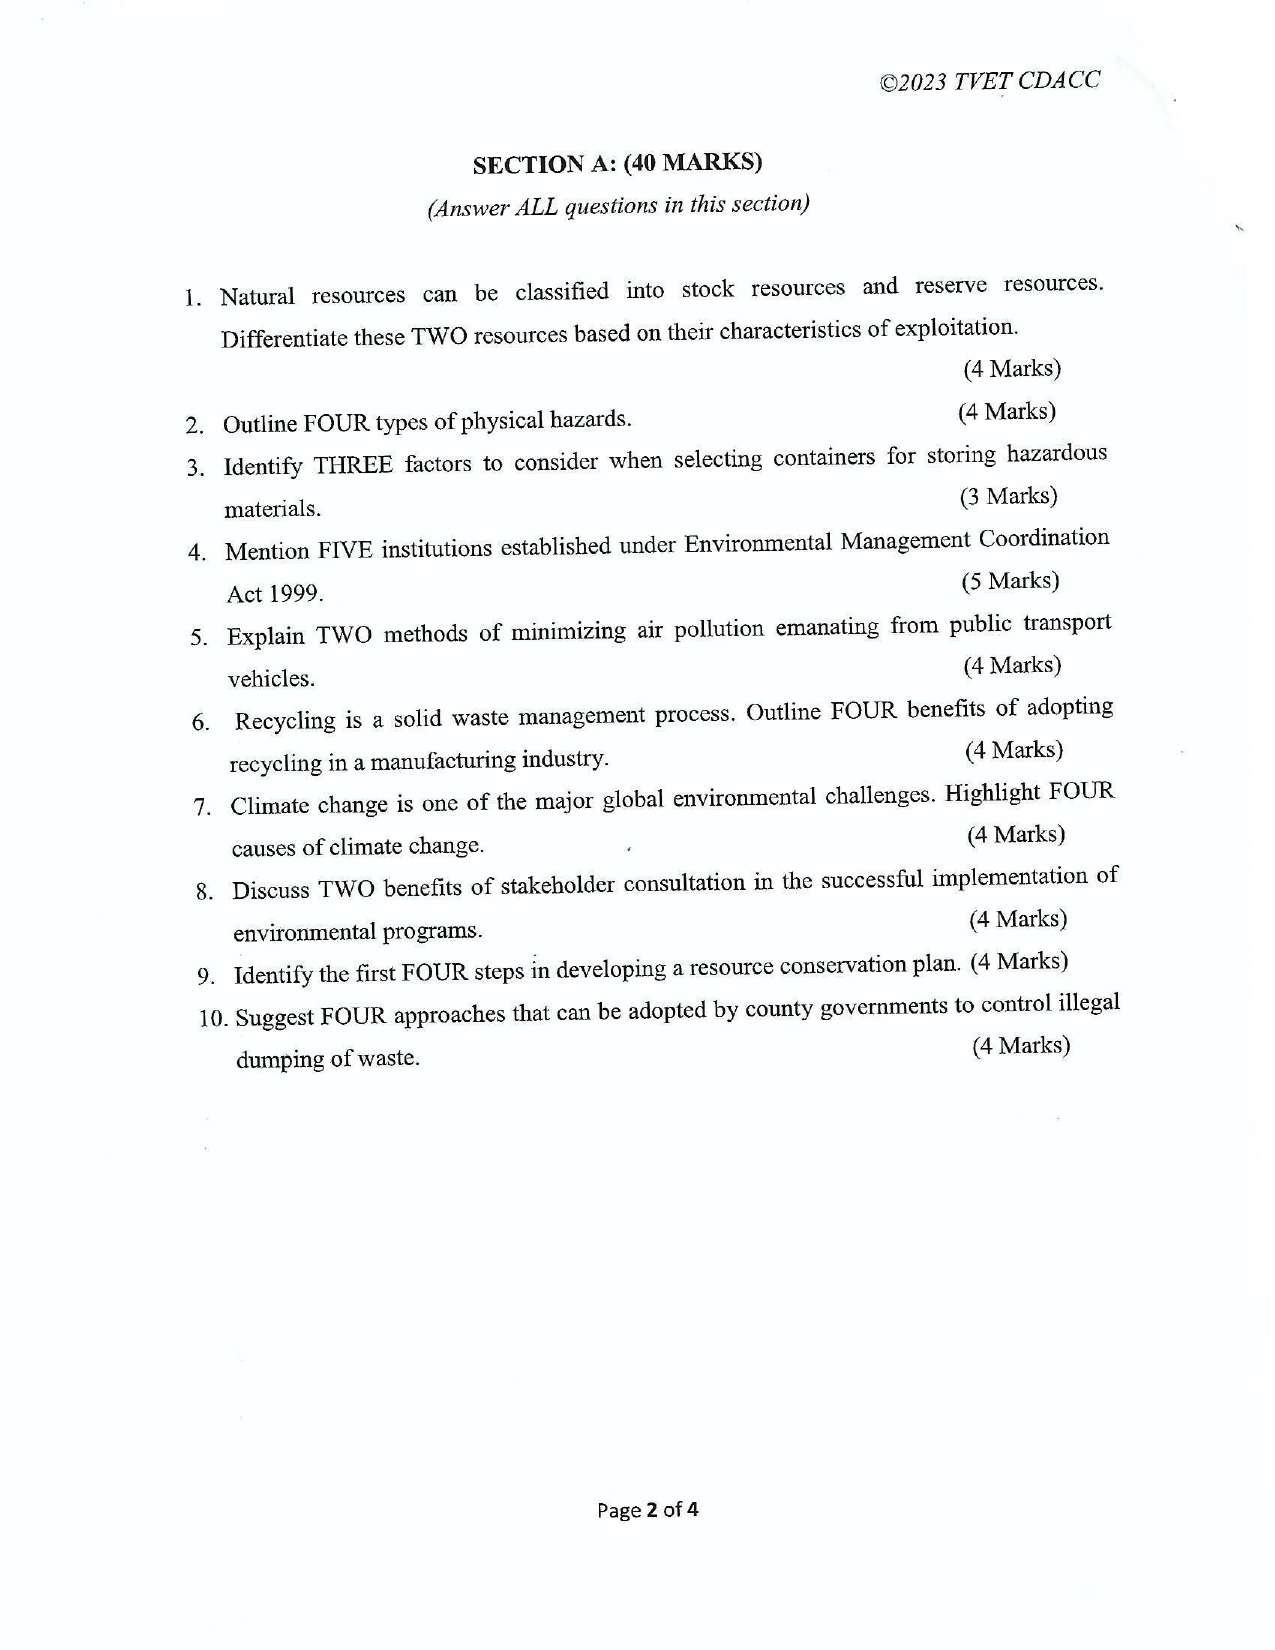 ©2023 TVET CDACC
SECTION A: (40 MARKS)
(Answer ALL questions in this section)
1. Natural resources can be classified into stock resources and reserve resources.
Differentiate these TWO resources based on their characteristics of exploitation.
(4 Marks)
2. Outline FOUR types of physical hazards. (4 Marks)
3. Identify THREE factors to consider when selecting containers for storing hazardous
materials. (3 Marks)
4. Mention FIVE institutions established under Environmental Management Coordination
Act 1999. (5 Marks)
5. Explain TWO methods of minimizing air pollution emanating from public transport
vehicles. (4 Marks)
6. Recycling is a solid waste management process. Outline FOUR benefits of adopting
recycling in a manufacturing industry. (4 Marks)
7. Climate change is one of the major global environmental challenges. Highlight FOUR
causes of climate change. (4 Marks)
8. Discuss TWO benefits of stakeholder consultation in the successful implementation of
environmental programs. (4 Marks)
9. Identify the first FOUR steps in developing a resource conservation plan. (4 Marks)
10. Suggest FOUR approaches that can be adopted by county governments to control illegal
dumping of waste. (4 Marks)
Page 2 of 4